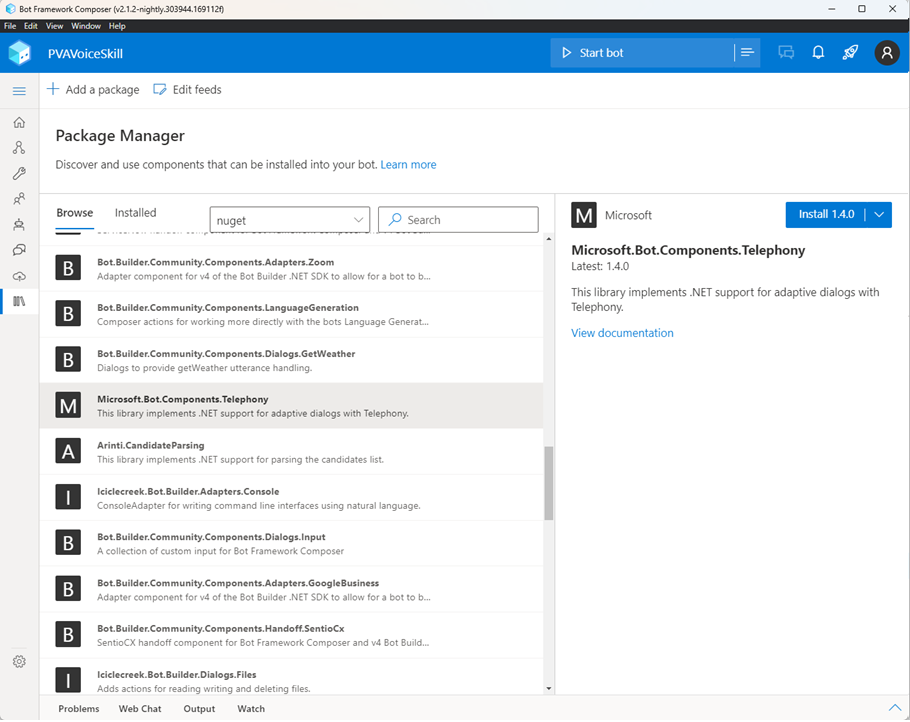 Bot Framework Composer (v2.1.2-nightly.303944.169112f)
File Edit View Window Help
PVAVoiceSkill
Start bot
Add a package Edit feeds
Package Manager
Discover and use components that can be installed into your bot. Learn more
Browse Installed nuget Search
B
Bot.Builder.Community.Components.Adapters.Zoom
Adapter component for v4 of the Bot Builder .NET SDK to allow for a bot to b...
B
Bot.Builder.Community.Components.LanguageGeneration
Composer actions for working more directly with the bots Language Generat...
B
Bot.Builder.Community.Components.Dialogs.GetWeather
Dialogs to provide getWeather utterance handling.
M
Microsoft.Bot.Components.Telephony
This library implements .NET support for adaptive dialogs with Telephony.
A
Arinti.CandidateParsing
This library implements .NET support for parsing the candidates list.
I
Iciclecreek.Bot.Builder.Adapters.Console
ConsoleAdapter for writing command line interfaces using natural language.
B
Bot.Builder.Community.Components.Dialogs.Input
A collection of custom input for Bot Framework Composer
B
Bot.Builder.Community.Components.Adapters.GoogleBusiness
Adapter component for v4 of the Bot Builder .NET SDK to allow for a bot to b...
B
Bot.Builder.Community.Components.Handoff.SentioCx
SentioCX handoff component for Bot Framework Composer and v4 Bot Build...
I
Iciclecreek.Bot.Builder.Dialogs.Files
Adds actions for reading writing and deleting files.
M Microsoft Install 1.4.0
Microsoft.Bot.Components.Telephony
Latest: 1.4.0
This library implements .NET support for adaptive dialogs with
Telephony.
View documentation
Problems Web Chat Output Watch